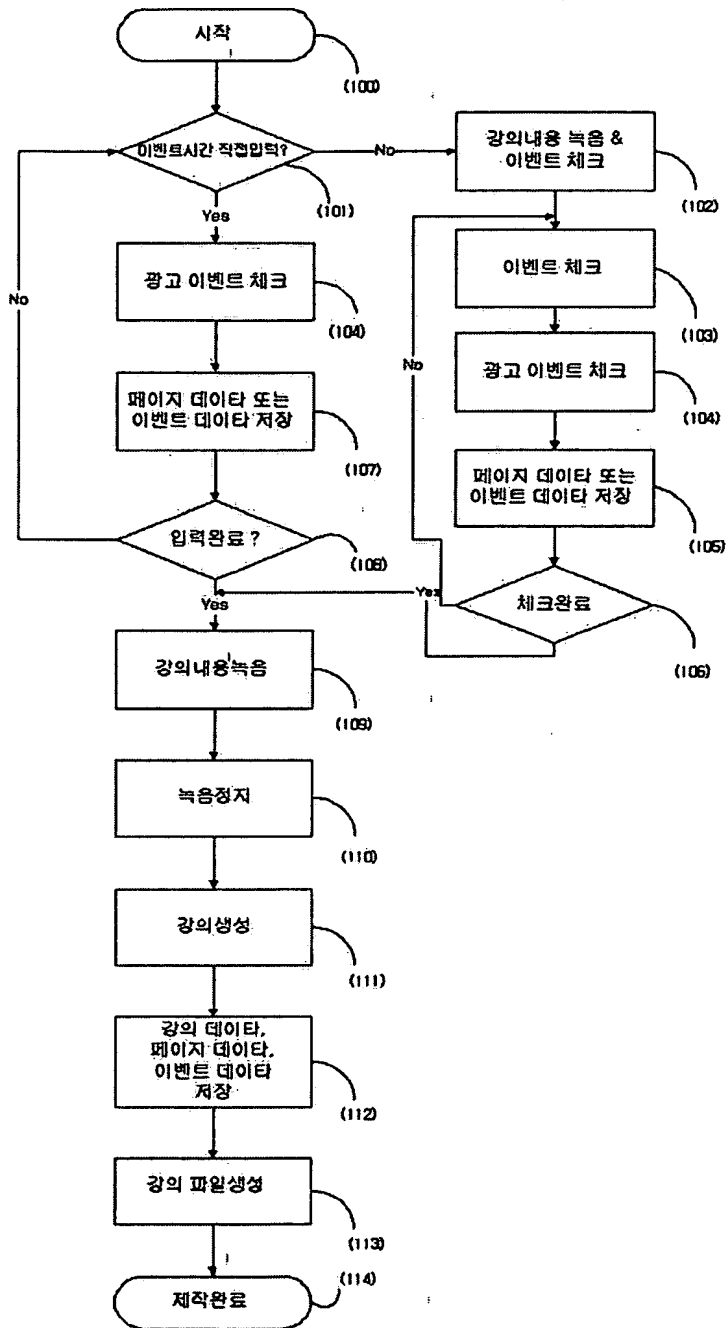 시작
(100)
이벤트시간 직접입력?
(101)
No
강의내용 녹음 &
이벤트 체크
(102)
Yes
광고 이벤트 체크
(104)
이벤트 체크
(103)
No
No
광고 이벤트 체크
(104)
페이지 데이타 또는
이벤트 데이타 저장
(107)
페이지 데이타 또는
이벤트 데이타 저장
(105)
입력완료 ?
(108)
체크완료
(106)
Yes
Yes
강의내용녹음
(109)
녹음정지
(110)
강의생성
(111)
강의 데이타,
페이지 데이타,
이벤트 데이타
저장
(112)
강의 파일생성
(113)
제작완료
(114)